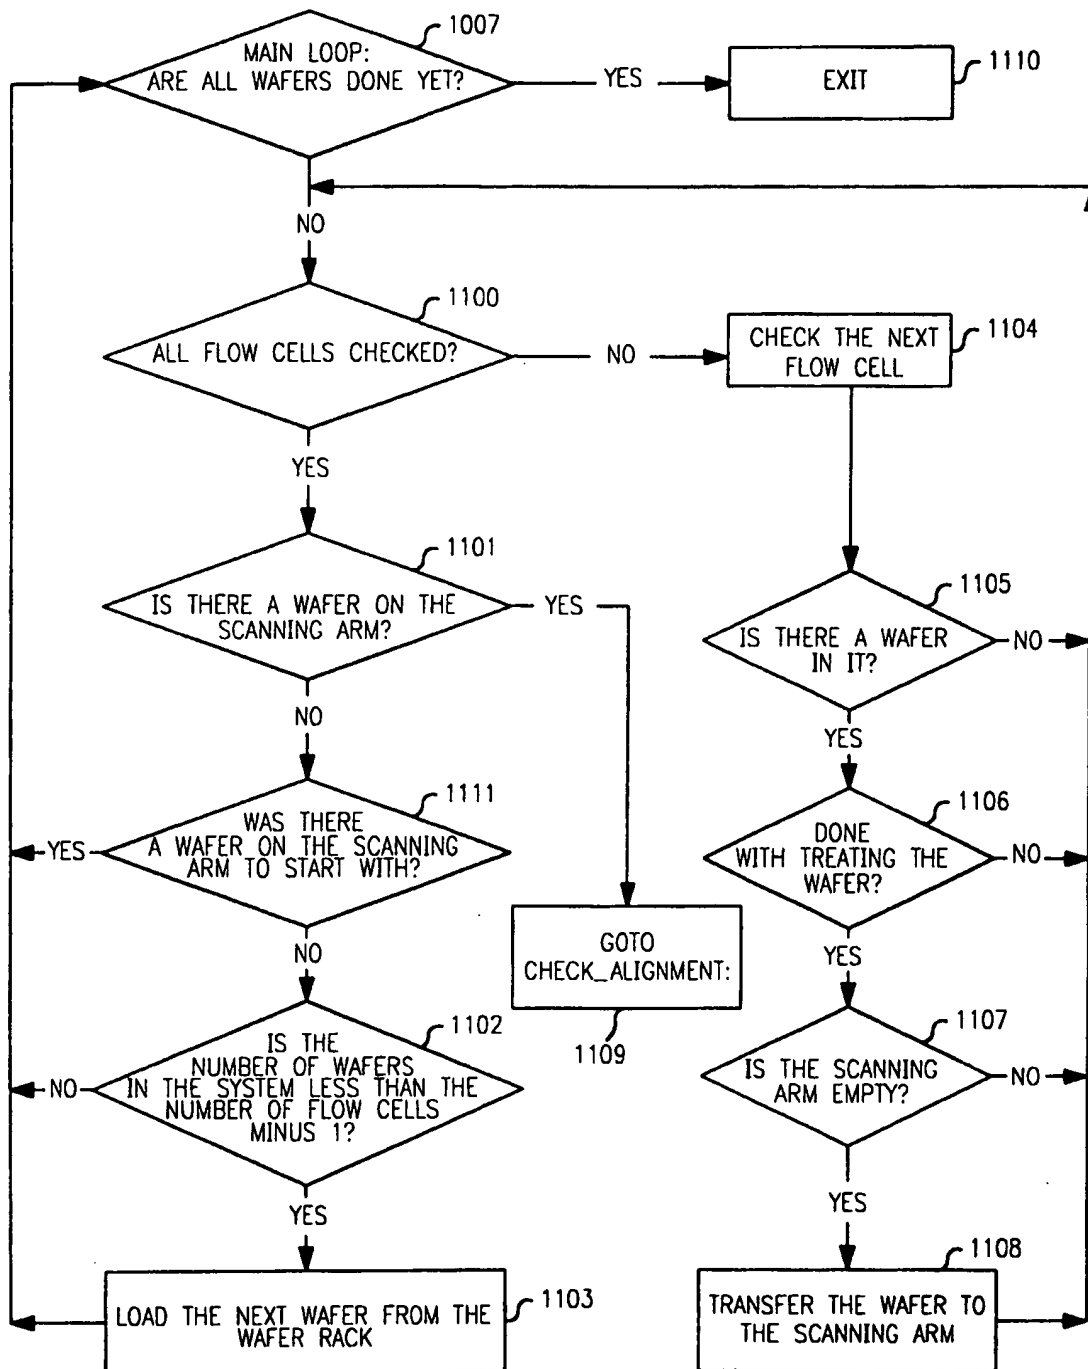 1007
MAIN LOOP:
ARE ALL WAFERS DONE YET?
YES
EXIT
1110
NO
1100
ALL FLOW CELLS CHECKED?
NO
CHECK THE NEXT
FLOW CELL
1104
YES
1101
IS THERE A WAFER ON THE
SCANNING ARM?
YES
1105
IS THERE A WAFER
IN IT?
NO
NO
YES
1111
WAS THERE
A WAFER ON THE SCANNING
ARM TO START WITH?
YES
1106
DONE
WITH TREATING THE
WAFER?
NO
NO
GOTO
CHECK_ALIGNMENT:
1109
YES
1102
IS THE
NUMBER OF WAFERS
IN THE SYSTEM LESS THAN THE
NUMBER OF FLOW CELLS
MINUS 1?
NO
1107
IS THE SCANNING
ARM EMPTY?
NO
YES
YES
1103
LOAD THE NEXT WAFER FROM THE
WAFER RACK
1108
TRANSFER THE WAFER TO
THE SCANNING ARM